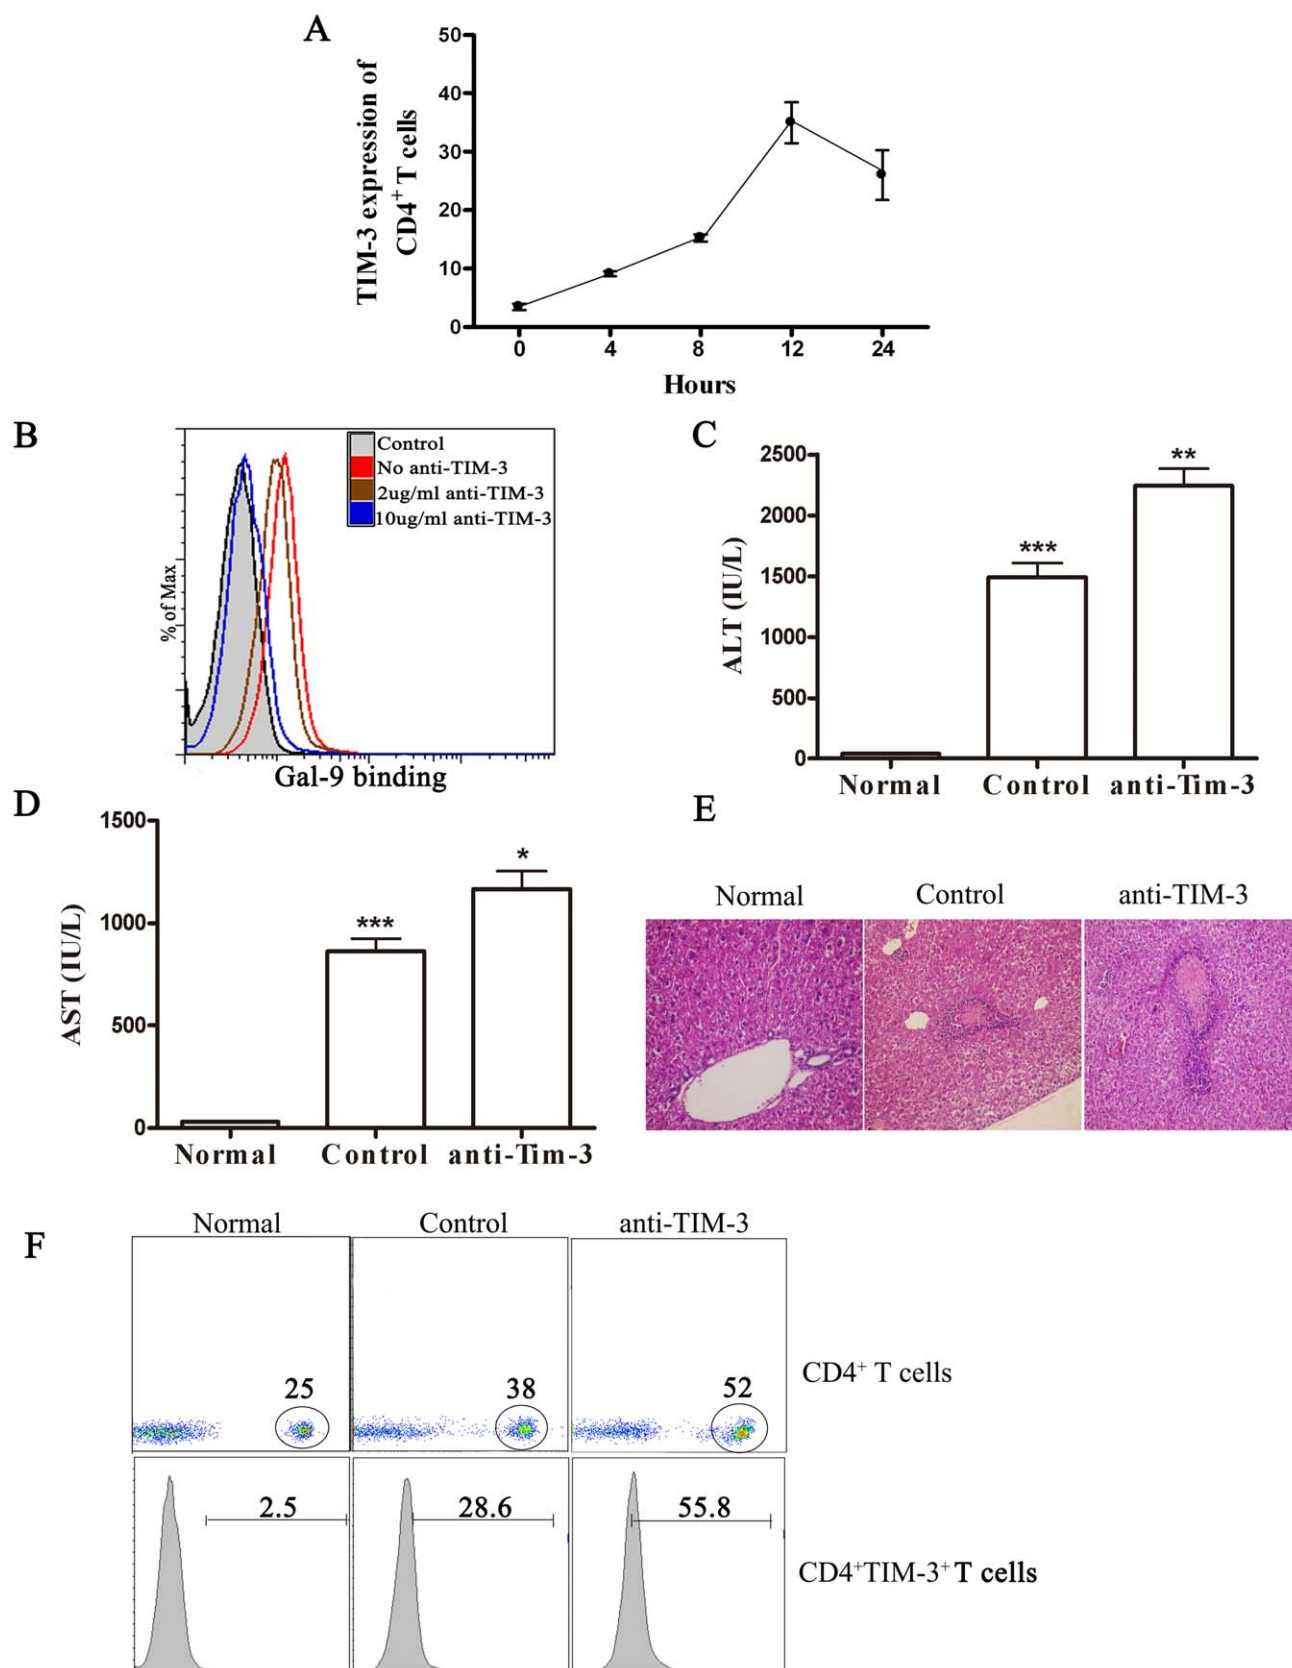 A
TIM-3 expression of
CD4+ T cells
50
40
30
20
10
0
0 4 8 12 24
Hours
B
Control
No anti-TIM-3
2ug/ml anti-TIM-3
10ug/ml anti-TIM-3
% of Max
Gal-9 binding
C
ALT (IU/L)
2500
2000
1500
1000
500
0
***
**
Normal Control anti-Tim-3
D
AST (IU/L)
1500
1000
500
0
***
*
Normal Control anti-Tim-3
E
Normal Control anti-TIM-3
F
Normal Control anti-TIM-3
25 38 52
CD4+ T cells
2.5 28.6 55.8
CD4+TIM-3+ T cells